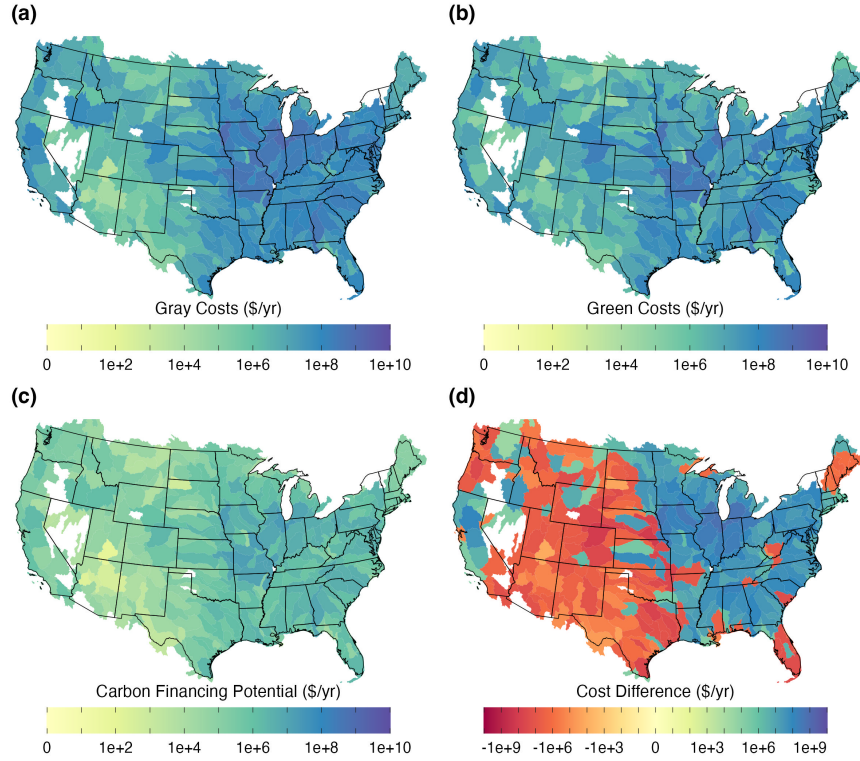 (a)
(b)
Gray Costs ($/yr)
Green Costs ($/yr)
0 1e+2 1e+4 1e+6 1e+8 1e+10
0 1e+2 1e+4 1e+6 1e+8 1e+10
(c)
(d)
Carbon Financing Potential ($/yr)
Cost Difference ($/yr)
0 1e+2 1e+4 1e+6 1e+8 1e+10
-1e+9 -1e+6 -1e+3 0 1e+3 1e+6 1e+9